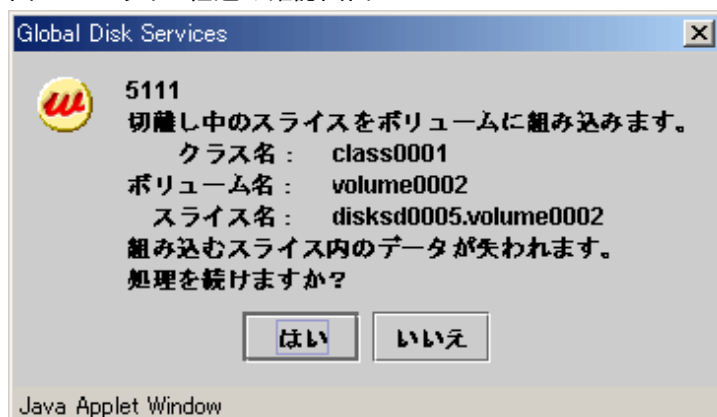 Global Disk Services
5111
切離し中のスライスをボリュームに組み込みます。
クラス名： class0001
ボリューム名： volume0002
スライス名： disksd0005.volume0002
組み込むスライス内のデータが失われます。
処理を続けますか?
はい いいえ
Java Applet Window